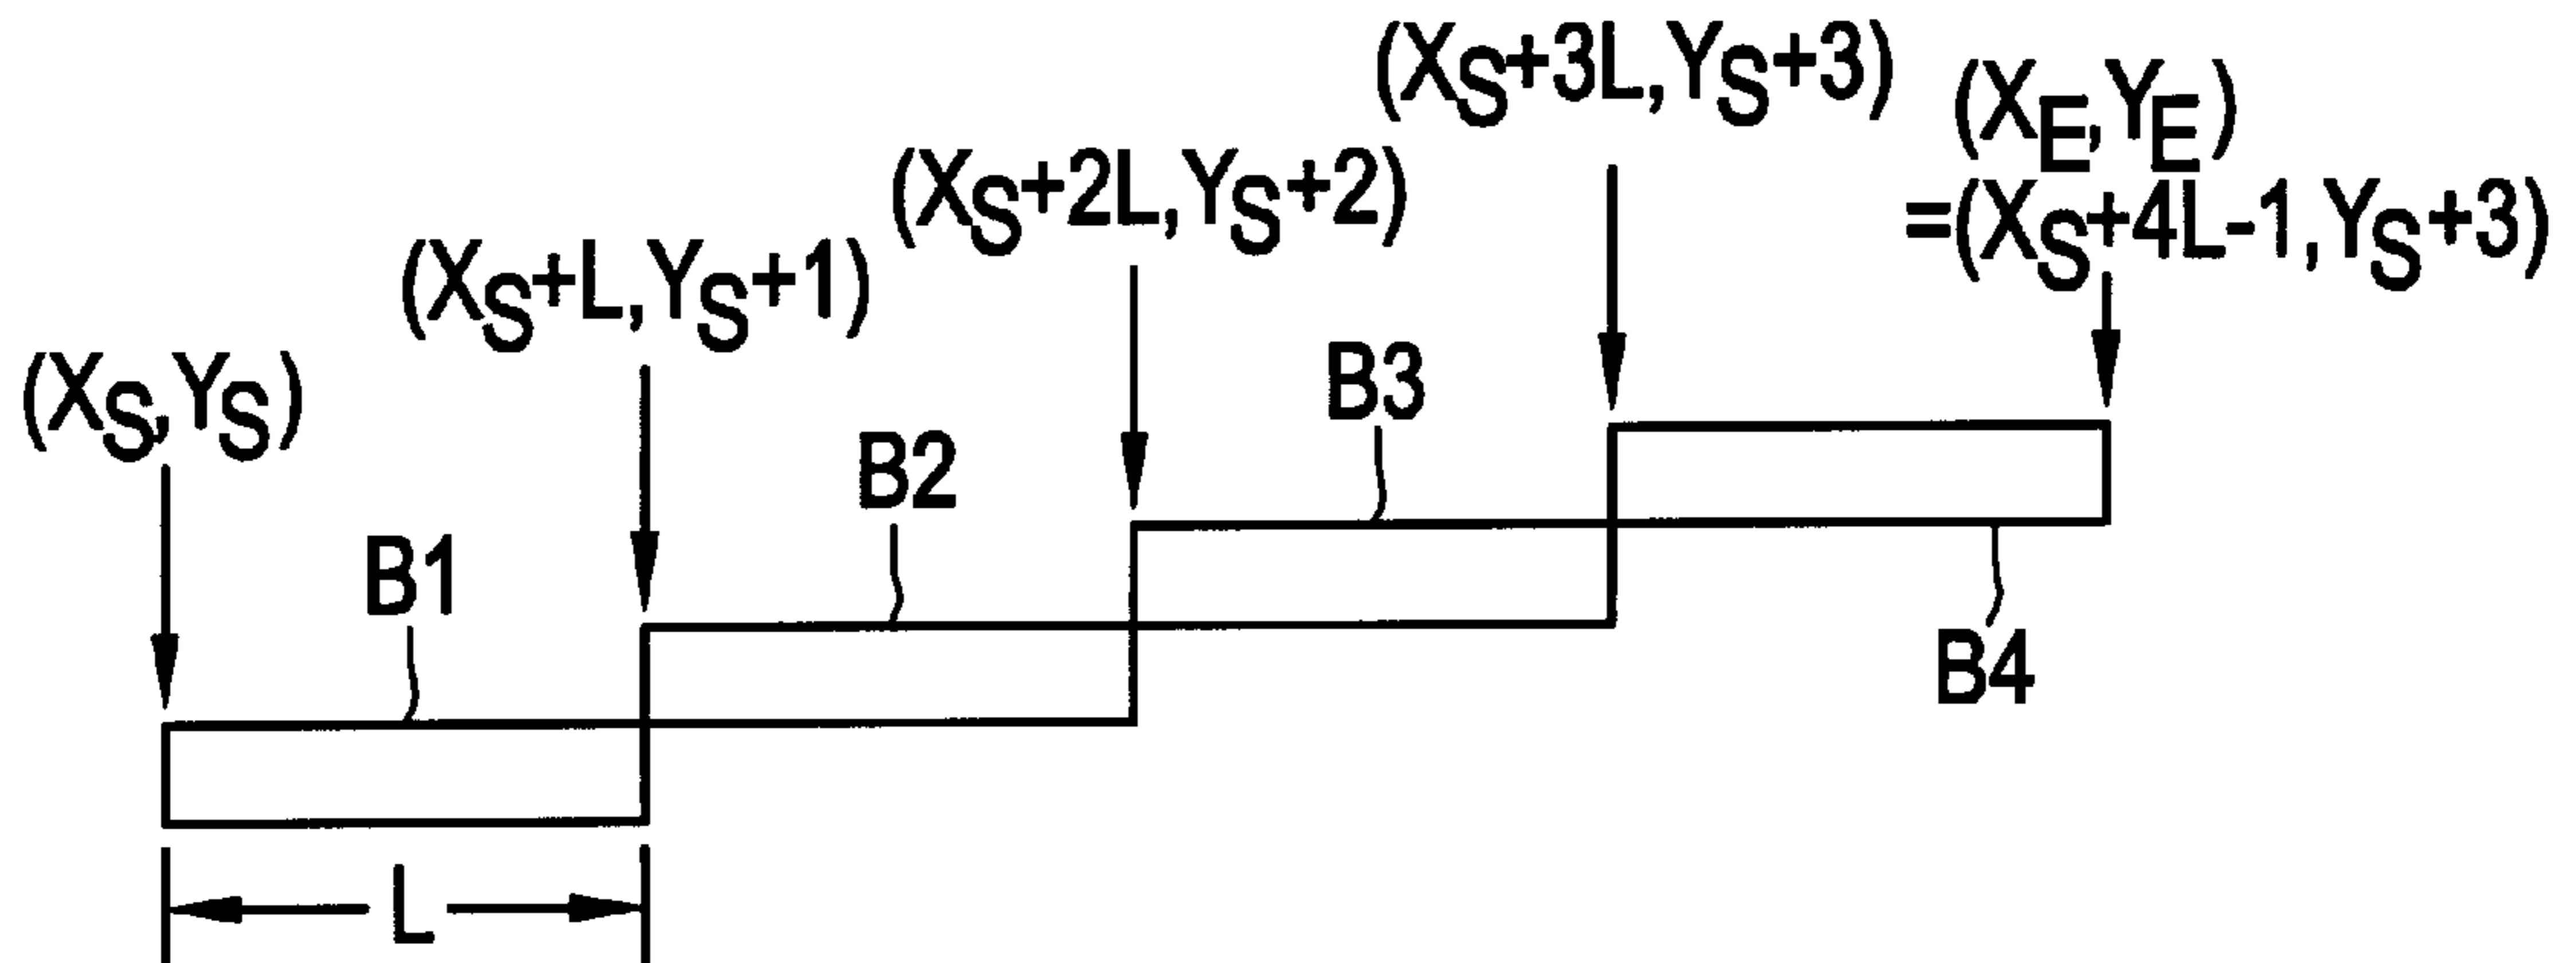 (XS+3L,YS+3)
(XE,YE)
=(XS+4L-1,YS+3)
(XS+2L,YS+2)
(XS+L,YS+1)
(XS,YS)
B3
B2
B1
B4
L